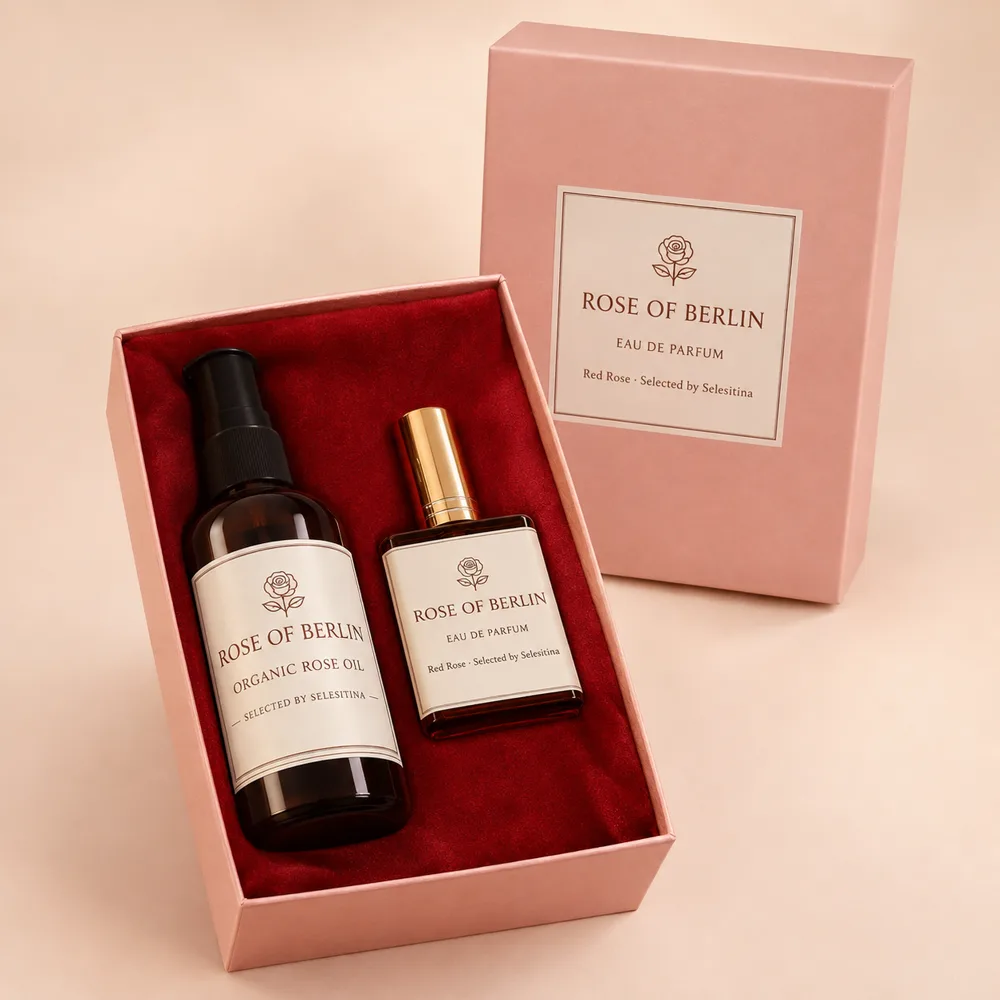 ROSE OF BERLIN
EAU DE PARFUM
Red Rose · Selected by Selesitina
ROSE OF BERLIN
ORGANIC ROSE OIL
— SELECTED BY SELESITINA —
ROSE OF BERLIN
EAU DE PARFUM
Red Rose · Selected by Selesitina